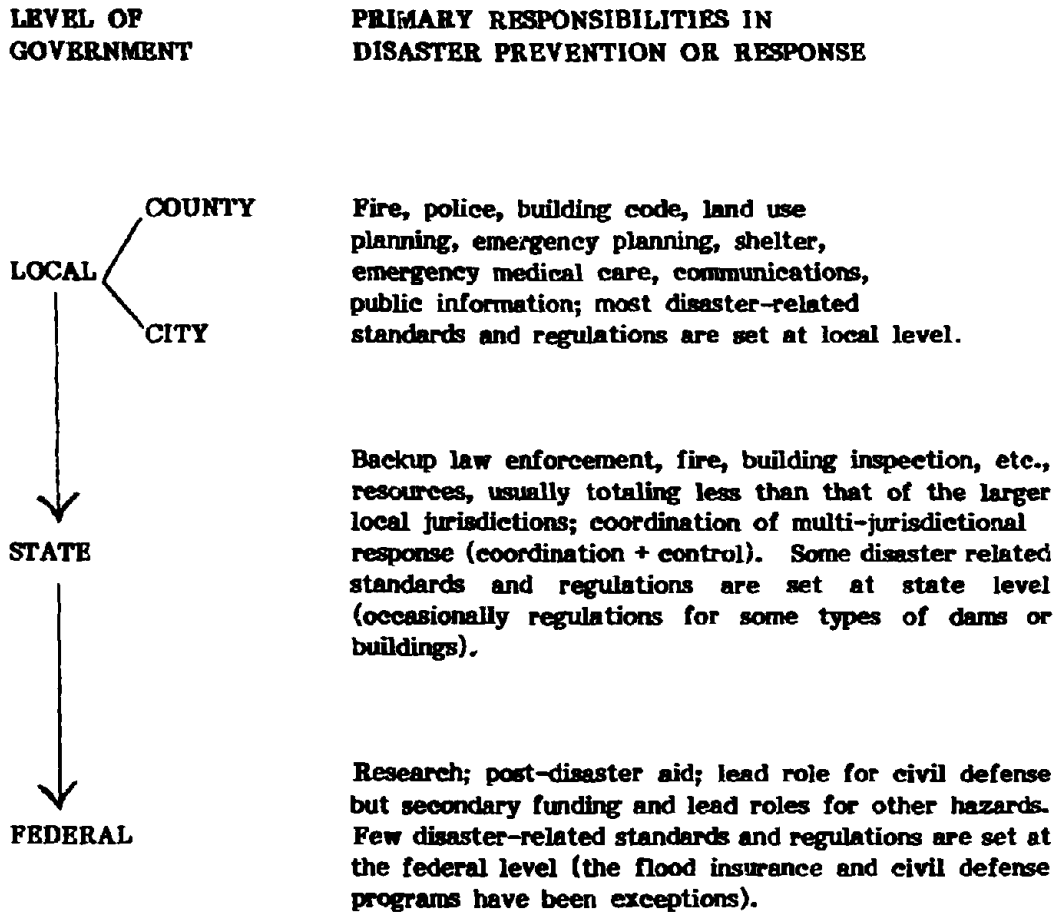 LEVEL OF
GOVERNMENT
PRIMARY RESPONSIBILITIES IN
DISASTER PREVENTION OR RESPONSE
LOCAL
COUNTY
CITY
Fire, police, building code, land use
planning, emergency planning, shelter,
emergency medical care, communications,
public information; most disaster-related
standards and regulations are set at local level.
STATE
Backup law enforcement, fire, building inspection, etc.,
resources, usually totaling less than that of the larger
local jurisdictions; coordination of multi-jurisdictional
response (coordination + control). Some disaster related
standards and regulations are set at state level
(occasionally regulations for some types of dams or
buildings).
FEDERAL
Research; post-disaster aid; lead role for civil defense
but secondary funding and lead roles for other hazards.
Few disaster-related standards and regulations are set at
the federal level (the flood insurance and civil defense
programs have been exceptions).